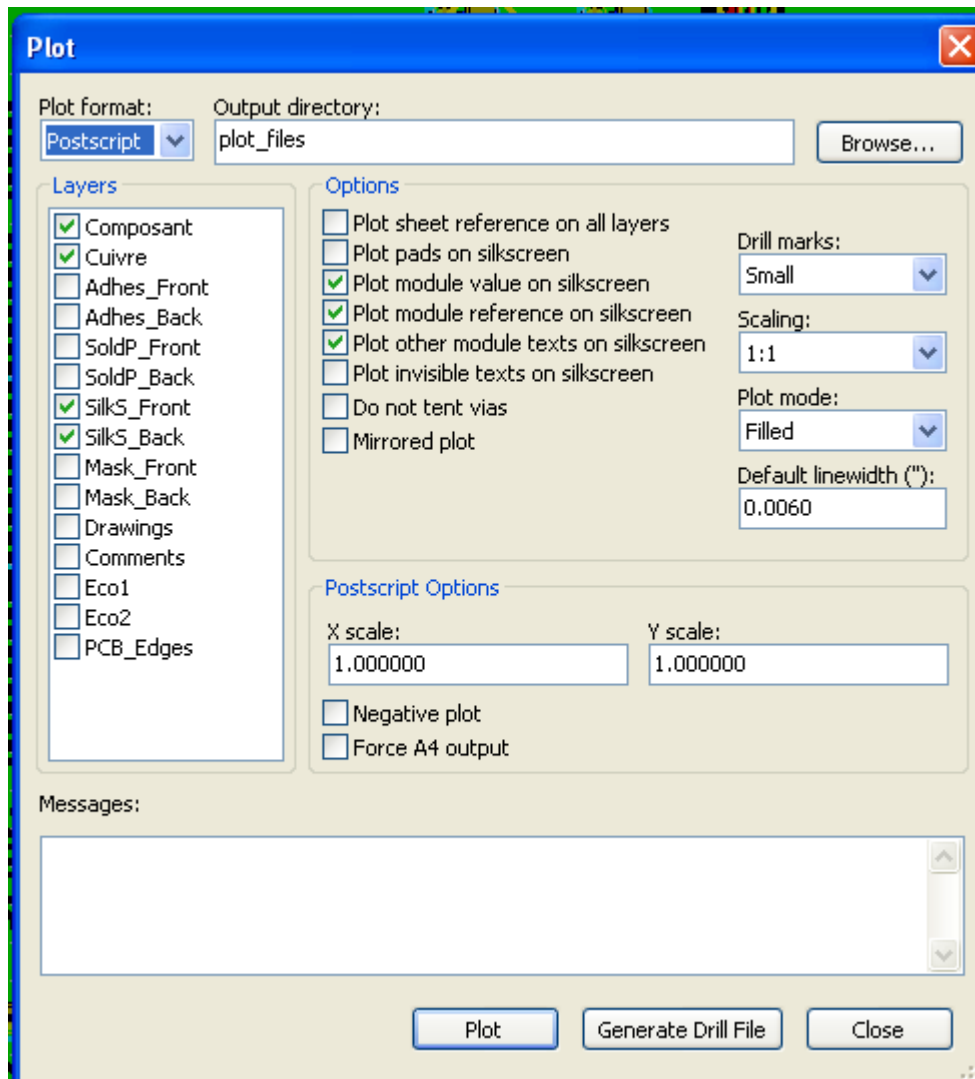 Plot
Plot format:
Output directory:
Postscript
plot_files
Browse...
Layers
Composant
Cuivre
Adhes_Front
Adhes_Back
SoldP_Front
SoldP_Back
SilkS_Front
SilkS_Back
Mask_Front
Mask_Back
Drawings
Comments
Eco1
Eco2
PCB_Edges
Options
Plot sheet reference on all layers
Plot pads on silkscreen
Plot module value on silkscreen
Plot module reference on silkscreen
Plot other module texts on silkscreen
Plot invisible texts on silkscreen
Do not tent vias
Mirrored plot
Drill marks:
Small
Scaling:
1:1
Plot mode:
Filled
Default linewidth ("):
0.0060
Postscript Options
X scale:
1.000000
Y scale:
1.000000
Negative plot
Force A4 output
Messages:
Plot
Generate Drill File
Close